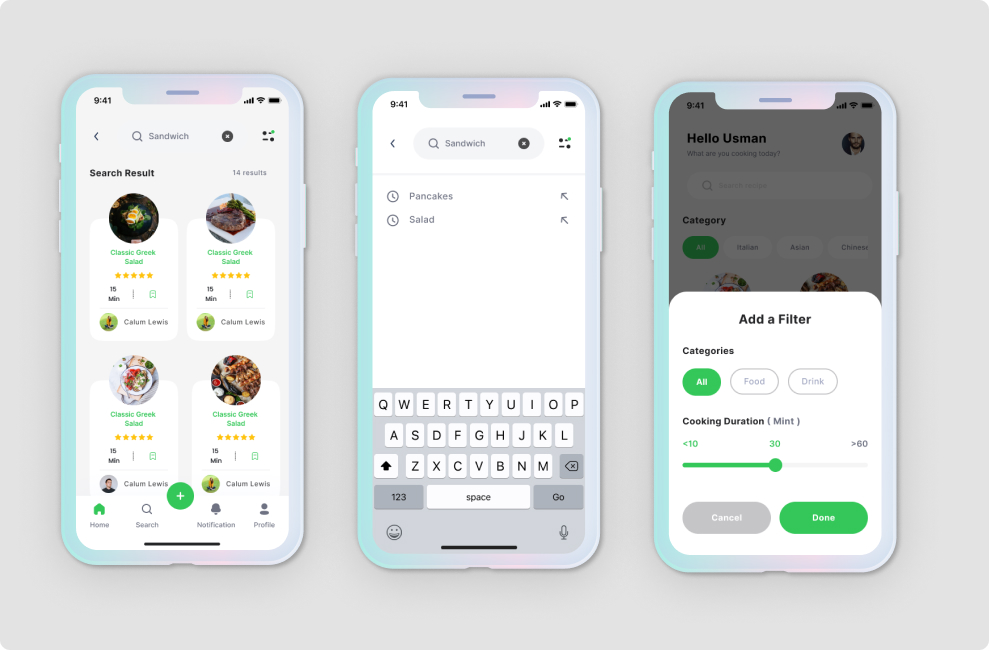 9:41
Sandwich
Search Result
14 results
Classic Greek
Salad
15
Min
Calum Lewis
Classic Greek
Salad
15
Min
Calum Lewis
Classic Greek
Salad
15
Min
Calum Lewis
Classic Greek
Salad
15
Min
Calum Lewis
Home
Search
Notification
Profile
9:41
Sandwich
Pancakes
Salad
Q W E R T Y U I O P
A S D F G H J K L
Z X C V B N M
123 space Go
9:41
Hello Usman
What are you cooking today?
Search recipe
Category
All Italian Asian Chinese
Add a Filter
Categories
All Food Drink
Cooking Duration ( Mint )
<10 30 >60
Cancel Done